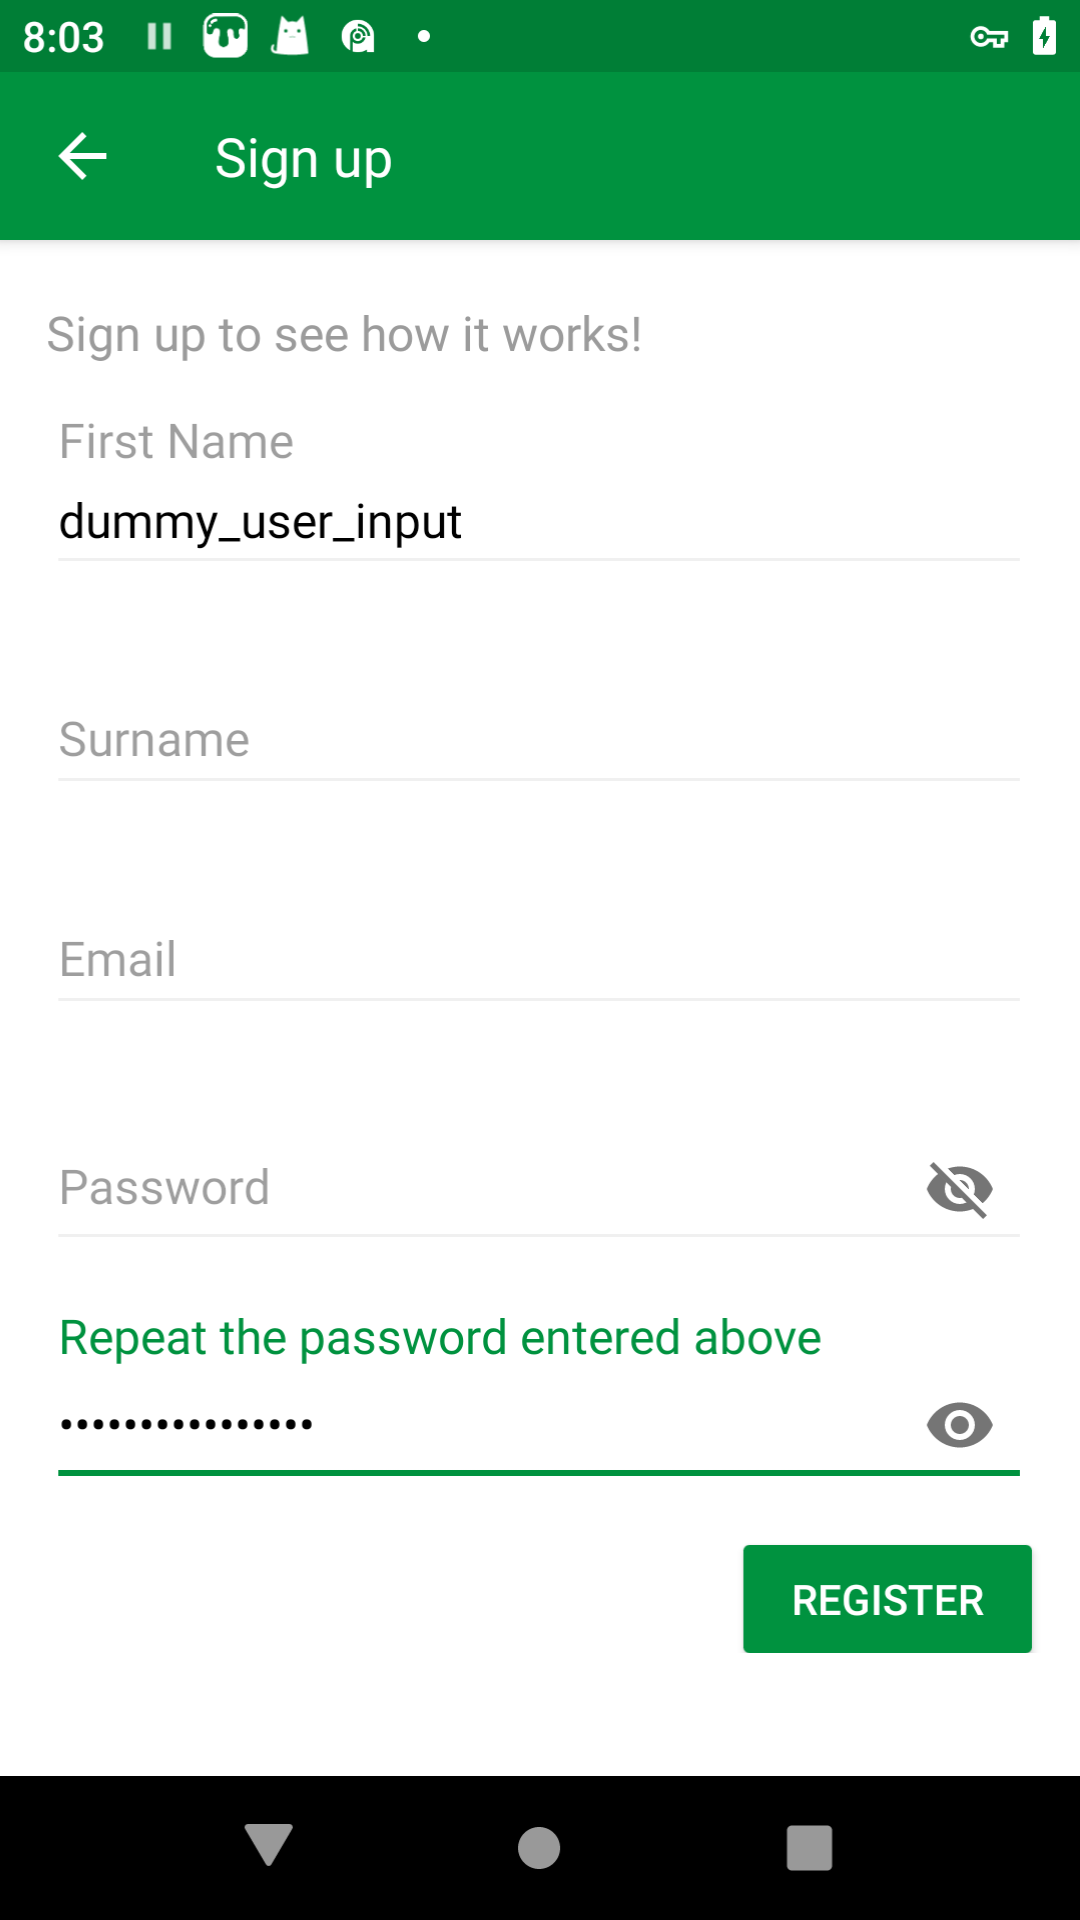 8:03
Sign up
Sign up to see how it works!
First Name
dummy_user_input
Surname
Email
Password
Repeat the password entered above
••••••••••••••••
REGISTER